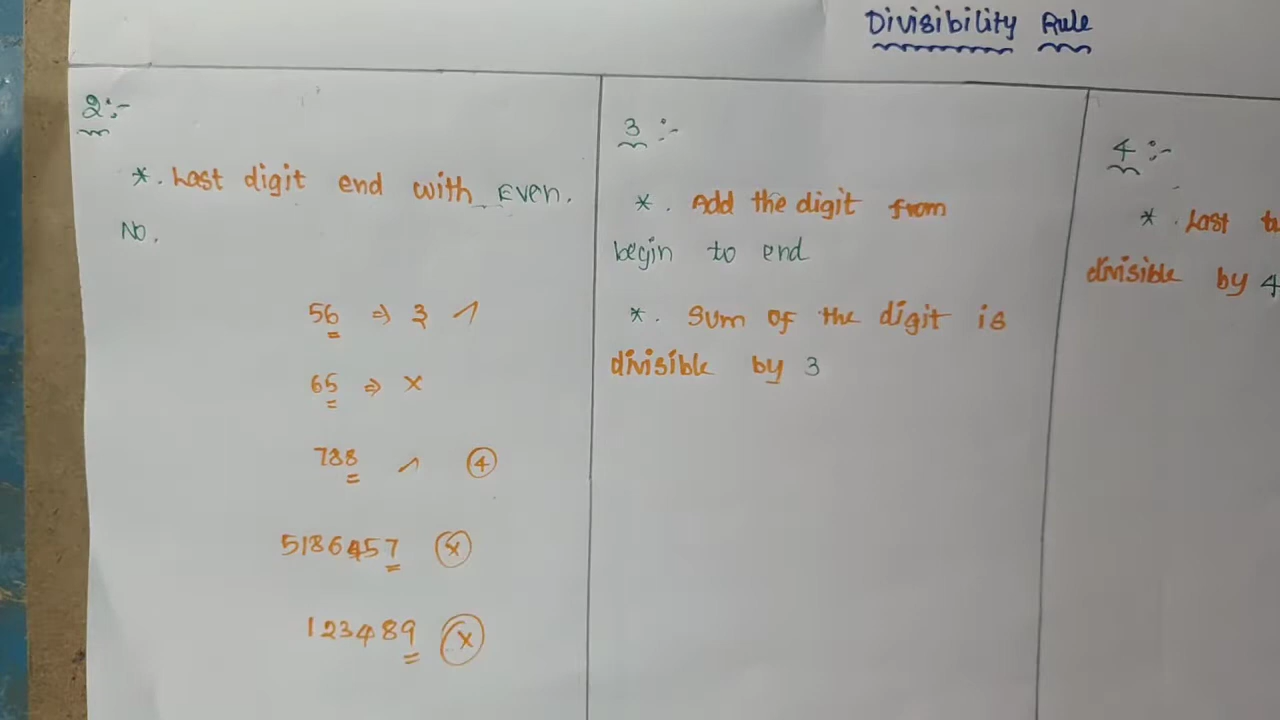 Divisibility Rule
2:-
*. Last digit end with Even.
No.
56 ⇒ 3
65 ⇒ ×
788 4
5186457 ×
123489 ×
3 :-
*. Add the digit from
begin to end
*. Sum of the digit is
divisible by 3
4 :-
*. Last
divisible by 4